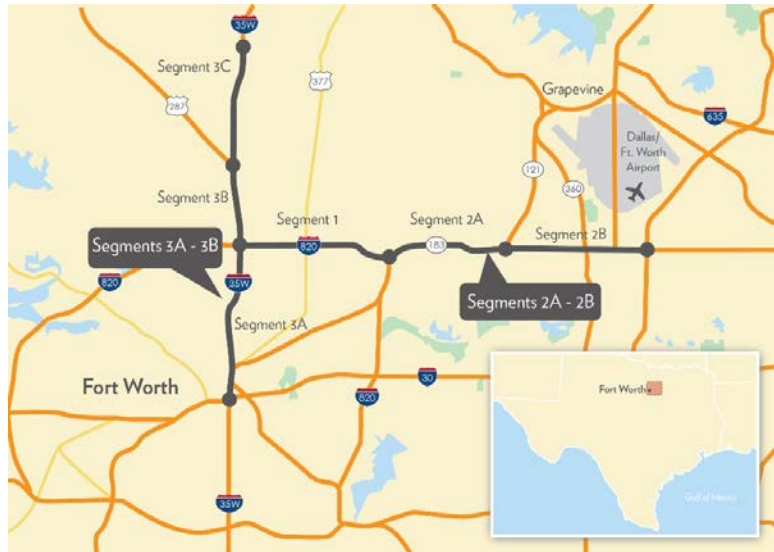 35W
Segment 3C
377
287
Grapevine
635
Dallas/
Ft. Worth
Airport
121
360
Segment 3B
Segment 1
Segment 2A
Segment 2B
820
183
Segments 3A - 3B
35W
820
Segments 2A - 2B
Segment 3A
Fort Worth
30
820
35W
Fort Worth
Gulf of Mexico